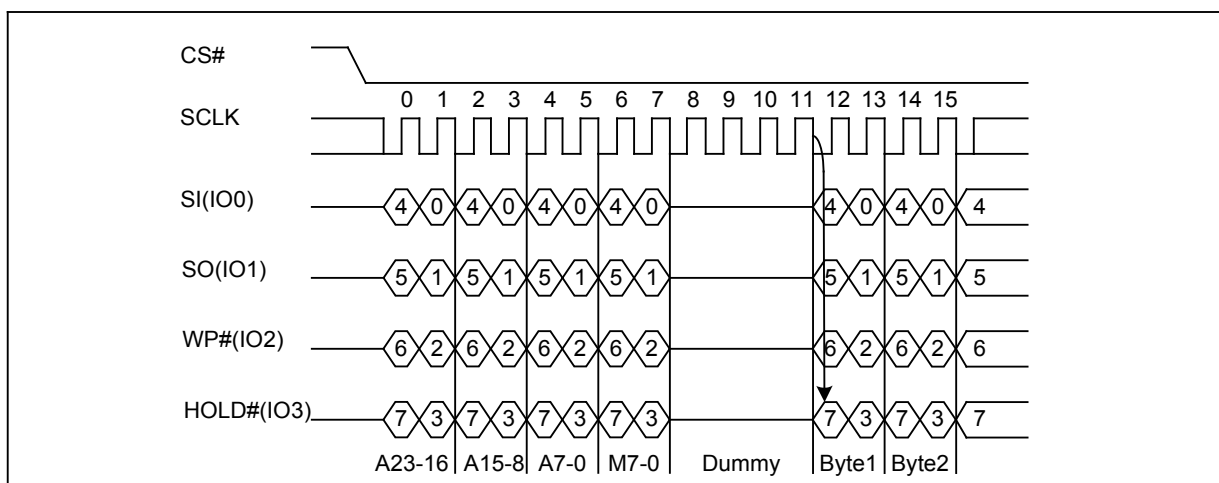 CS#
0 1 2 3 4 5 6 7 8 9 10 11 12 13 14 15
SCLK
SI(IO0) 4 0 4 0 4 0 4 0 4 0 4 0 4
SO(IO1) 5 1 5 1 5 1 5 1 5 1 5 1 5
WP#(IO2) 6 2 6 2 6 2 6 2 6 2 6 2 6
HOLD#(IO3) 7 3 7 3 7 3 7 3 7 3 7 3 7
A23-16 A15-8 A7-0 M7-0 Dummy Byte1 Byte2